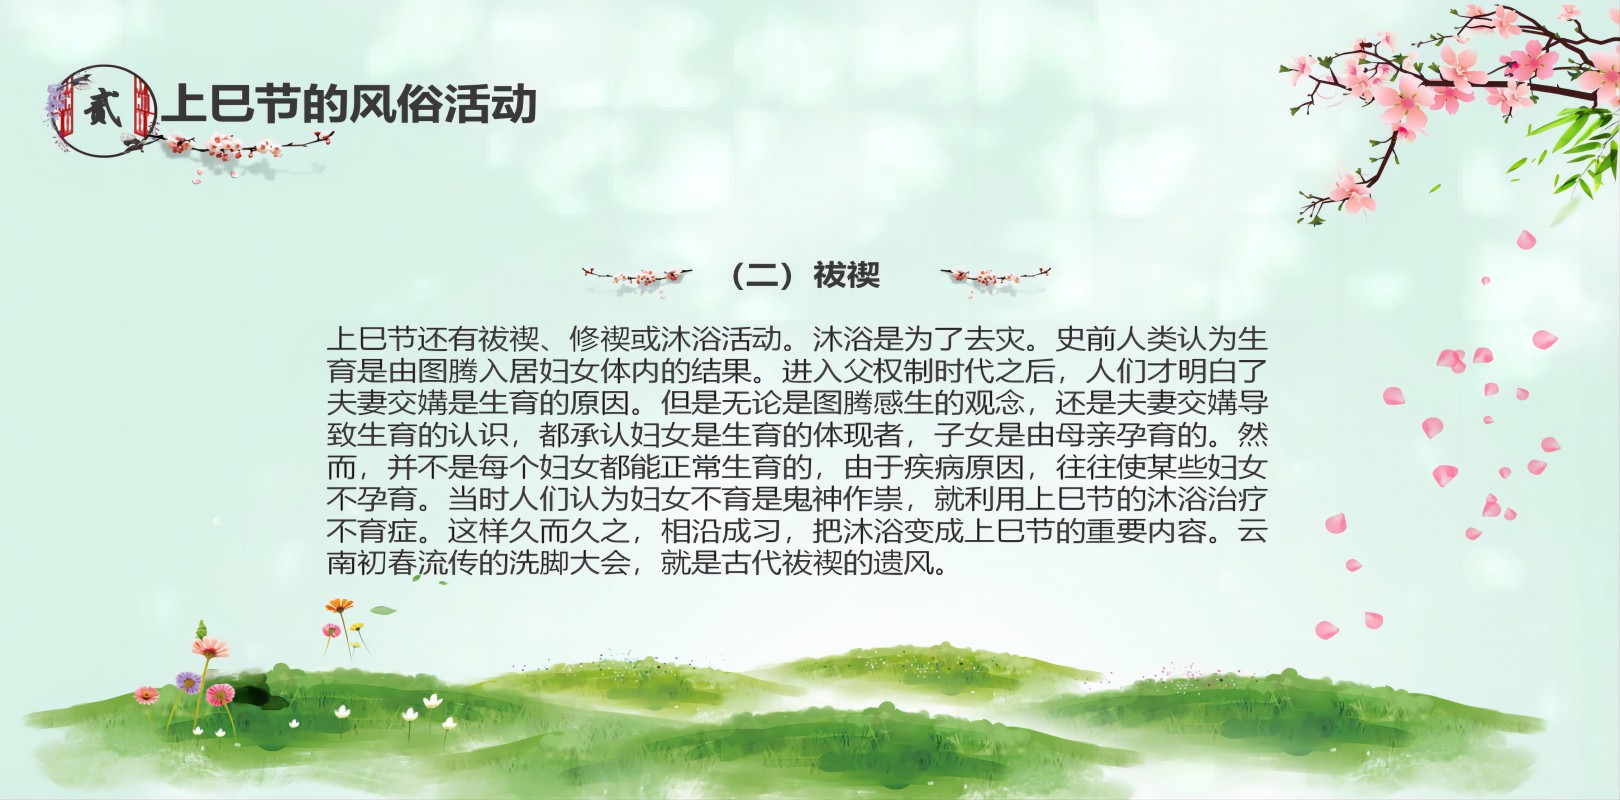 贰
上巳节的风俗活动
（二）祓禊
上巳节还有祓禊、修禊或沐浴活动。沐浴是为了去灾。史前人类认为生
育是由图腾入居妇女体内的结果。进入父权制时代之后，人们才明白了
夫妻交媾是生育的原因。但是无论是图腾感生的观念，还是夫妻交媾导
致生育的认识，都承认妇女是生育的体现者，子女是由母亲孕育的。然
而，并不是每个妇女都能正常生育的，由于疾病原因，往往使某些妇女
不孕育。当时人们认为妇女不育是鬼神作祟，就利用上巳节的沐浴治疗
不育症。这样久而久之，相沿成习，把沐浴变成上巳节的重要内容。云
南初春流传的洗脚大会，就是古代祓禊的遗风。